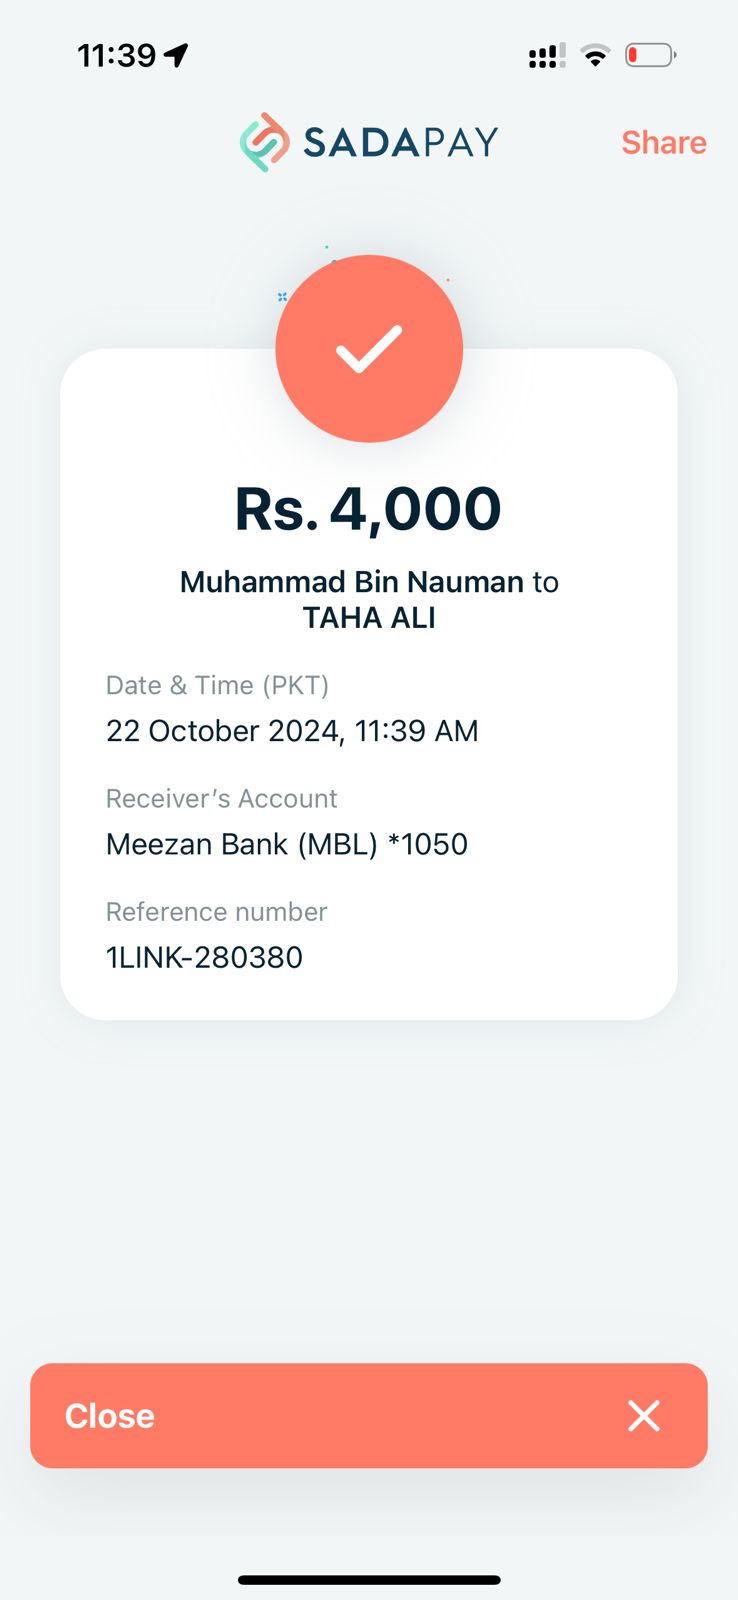 11:39
SADAPAY
Share
Rs. 4,000
Muhammad Bin Nauman to
TAHA ALI
Date & Time (PKT)
22 October 2024, 11:39 AM
Receiver’s Account
Meezan Bank (MBL) *1050
Reference number
1LINK-280380
Close